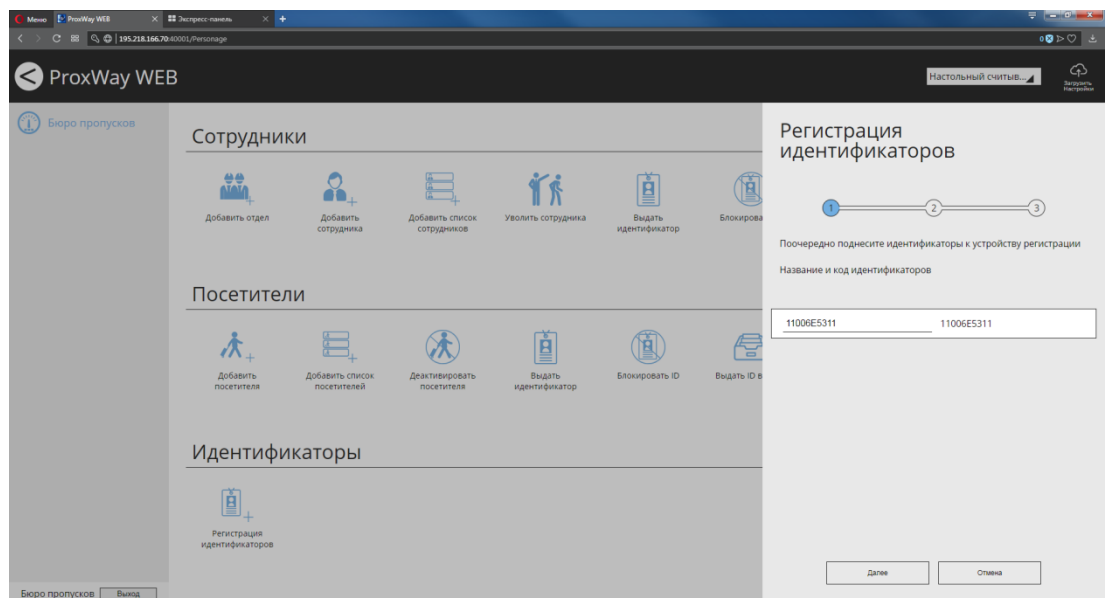 Меню
ProxWay WEB
Экспресс-панель
195.218.166.70:40001/Personage
0
ProxWay WEB
Настольный считыв...
Загрузить
Настройки
Бюро пропусков
Сотрудники
Добавить отдел
Добавить
сотрудника
Добавить список
сотрудников
Уволить сотрудника
Выдать
идентификатор
Блокирова
Посетители
Добавить
посетителя
Добавить список
посетителей
Деактивировать
посетителя
Выдать
идентификатор
Блокировать ID
Выдать ID в
Идентификаторы
Регистрация
идентификаторов
Регистрация
идентификаторов
1
2
3
Поочередно поднесите идентификаторы к устройству регистрации
Название и код идентификаторов
11006E5311
11006E5311
Далее
Отмена
Бюро пропусков
Выход